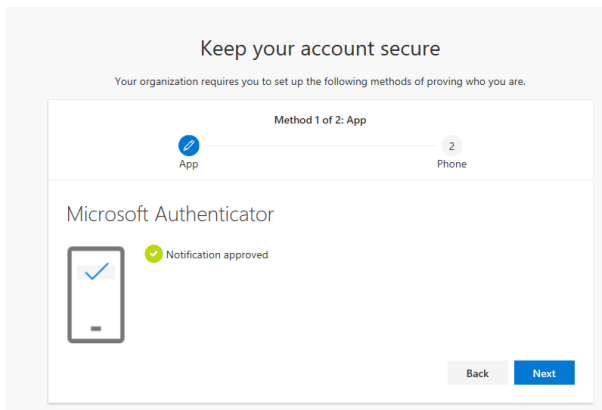 Keep your account secure
Your organization requires you to set up the following methods of proving who you are.
Method 1 of 2: App
2
App
Phone
Microsoft Authenticator
Notification approved
Back
Next